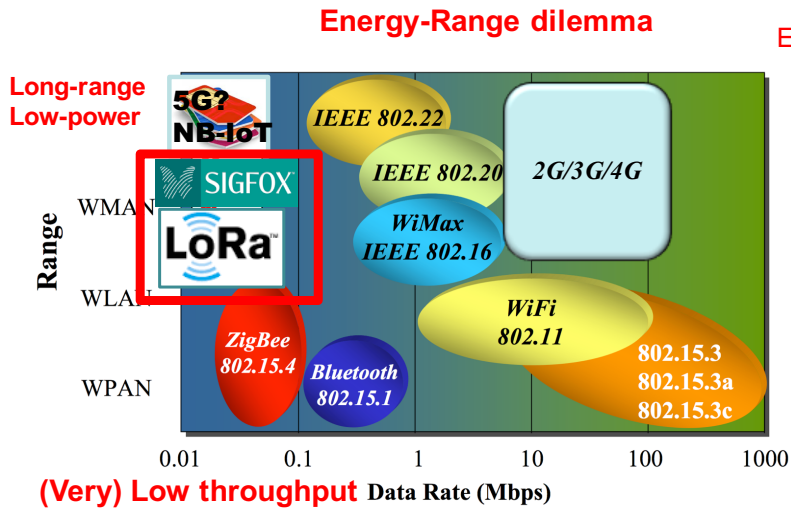 Energy-Range dilemma
E
Long-range
Low-power
5G?
NB-IoT
IEEE 802.22
SIGFOX®
IEEE 802.20
2G/3G/4G
WMAN
LoRa™
WiMax
IEEE 802.16
Range
WLAN
WiFi
802.11
ZigBee
802.15.4
Bluetooth
802.15.1
802.15.3
802.15.3a
802.15.3c
WPAN
0.01 0.1 1 10 100 1000
(Very) Low throughput Data Rate (Mbps)